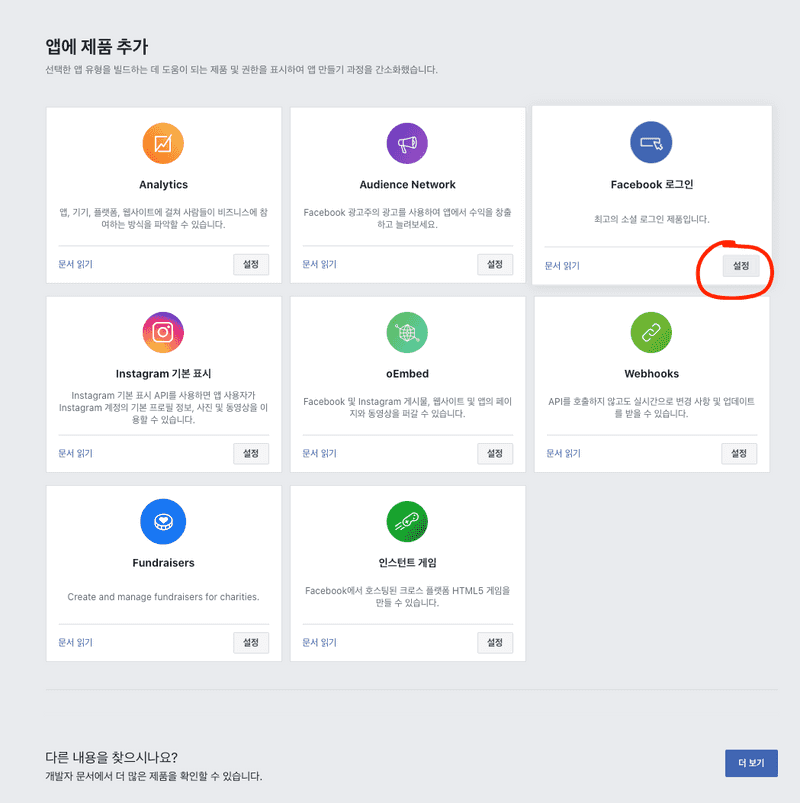 앱에 제품 추가
선택한 앱 유형을 빌드하는 데 도움이 되는 제품 및 권한을 표시하여 앱 만들기 과정을 간소화했습니다.
Analytics
앱, 기기, 플랫폼, 웹사이트에 걸쳐 사람들이 비즈니스에 참
여하는 방식을 파악할 수 있습니다.
문서 읽기
설정
Audience Network
Facebook 광고주의 광고를 사용하여 앱에서 수익을 창출
하고 늘려보세요.
문서 읽기
설정
Facebook 로그인
최고의 소셜 로그인 제품입니다.
문서 읽기
설정
Instagram 기본 표시
Instagram 기본 표시 API를 사용하면 앱 사용자가
Instagram 계정의 기본 프로필 정보, 사진 및 동영상을 이
용할 수 있습니다.
문서 읽기
설정
oEmbed
Facebook 및 Instagram 게시물, 웹사이트 및 앱의 페이
지와 동영상을 퍼갈 수 있습니다.
문서 읽기
설정
Webhooks
API를 호출하지 않고도 실시간으로 변경 사항 및 업데이트
를 받을 수 있습니다.
문서 읽기
설정
Fundraisers
Create and manage fundraisers for charities.
문서 읽기
설정
인스턴트 게임
Facebook에서 호스팅된 크로스 플랫폼 HTML5 게임을
만들 수 있습니다.
문서 읽기
설정
다른 내용을 찾으시나요?
개발자 문서에서 더 많은 제품을 확인할 수 있습니다.
더 보기